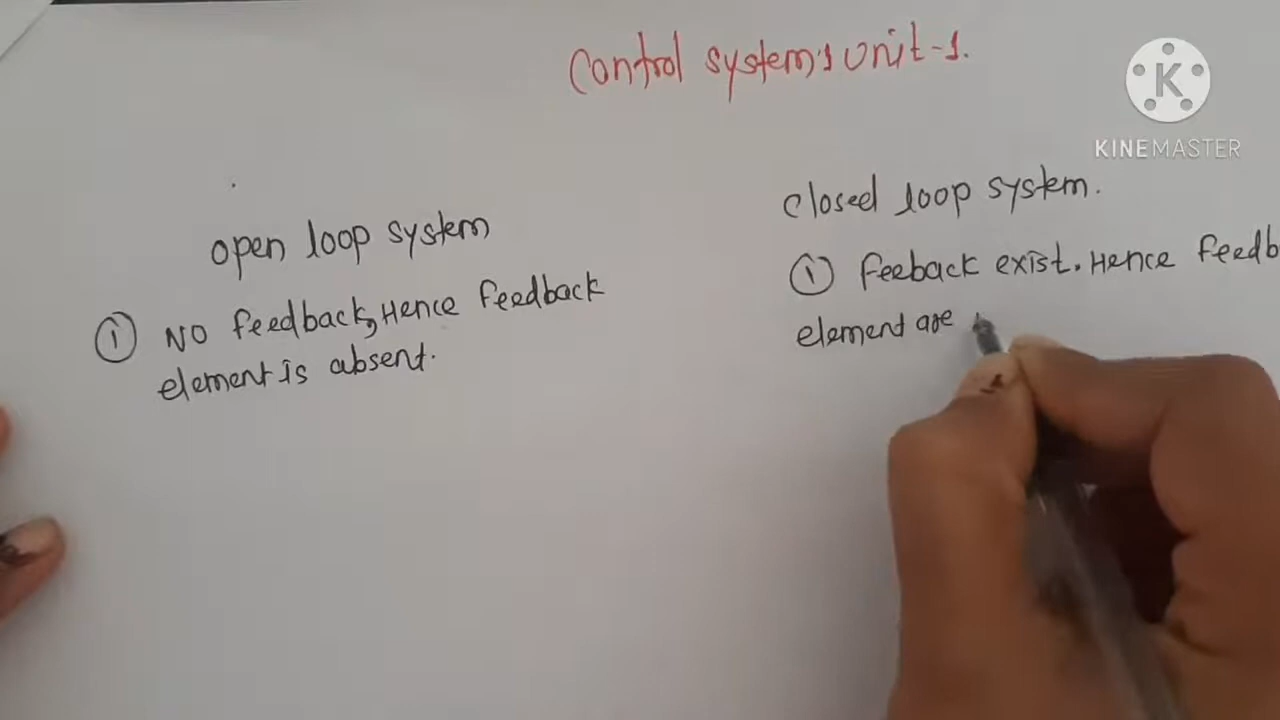 Control system's Unit-1.
KINEMASTER
open loop system
① NO feedback, Hence feedback
element is absent.
closed loop system.
① feeback exist. Hence feedb
element are